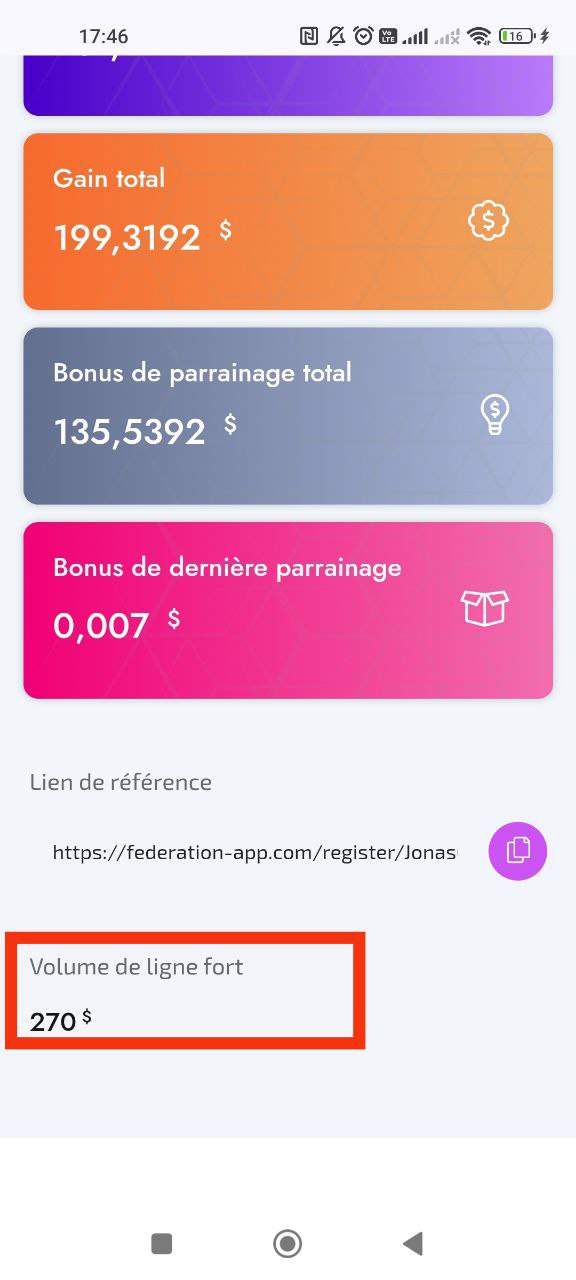 17:46
Vo LTE
16
Gain total
199,3192 $
Bonus de parrainage total
135,5392 $
Bonus de dernière parrainage
0,007 $
Lien de référence
https://federation-app.com/register/Jonas
Volume de ligne fort
270 $